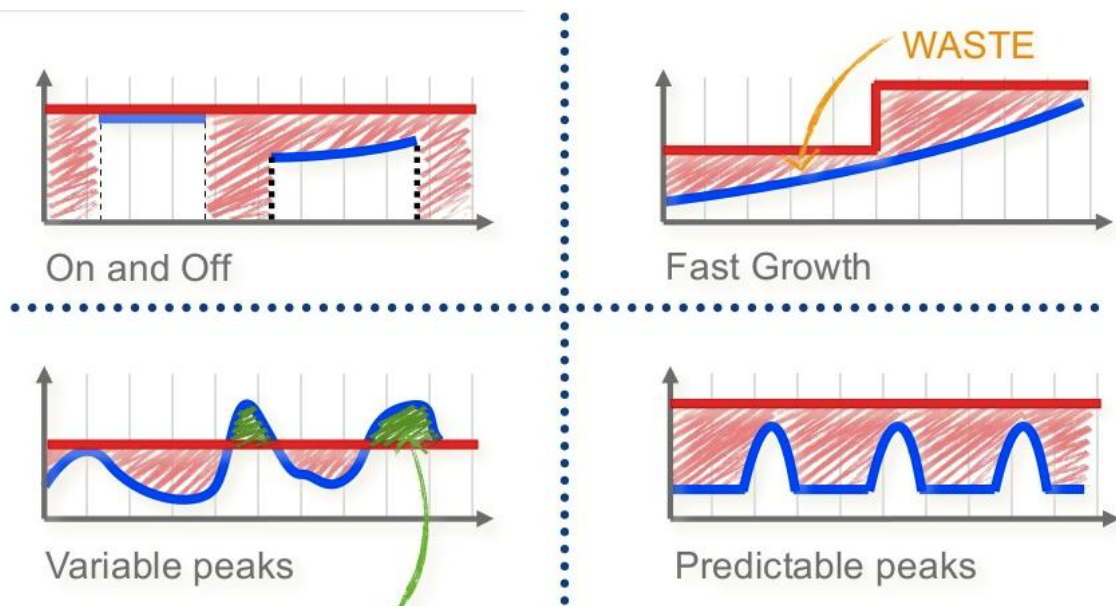 WASTE
On and Off
Fast Growth
Variable peaks
Predictable peaks